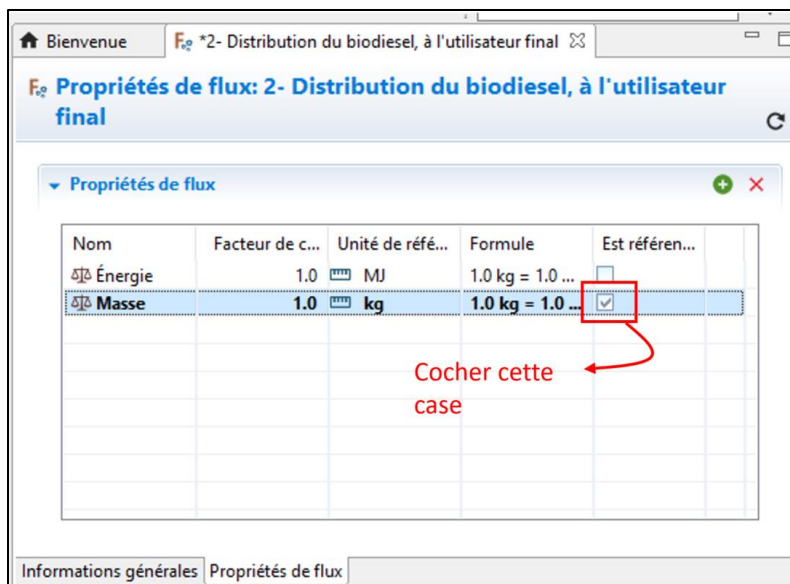 Bienvenue *2- Distribution du biodiesel, à l'utilisateur final
Propriétés de flux: 2- Distribution du biodiesel, à l'utilisateur
final
Propriétés de flux
Nom Facteur de c... Unité de réfé... Formule Est référen...
Énergie 1.0 MJ 1.0 kg = 1.0 ...
Masse 1.0 kg 1.0 kg = 1.0 ...
Cocher cette
case
Informations générales Propriétés de flux